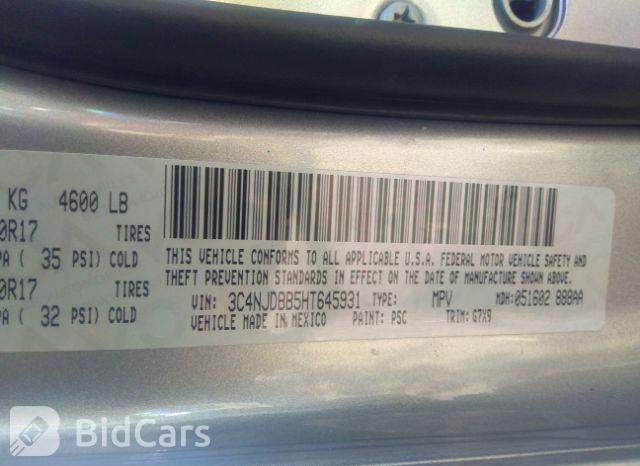 KG 4600 LB
0R17 TIRES
PA ( 35 PSI) COLD
0R17 TIRES
PA ( 32 PSI) COLD
THIS VEHICLE CONFORMS TO ALL APPLICABLE U.S.A. FEDERAL MOTOR VEHICLE SAFETY AND
THEFT PREVENTION STANDARDS IN EFFECT ON THE DATE OF MANUFACTURE SHOWN ABOVE.
VIN: 3C4NJDBB5HT645931 TYPE: MPV MDH:051602 888AA
VEHICLE MADE IN MEXICO PAINT: PSC TRIM: G7X9
BidCars